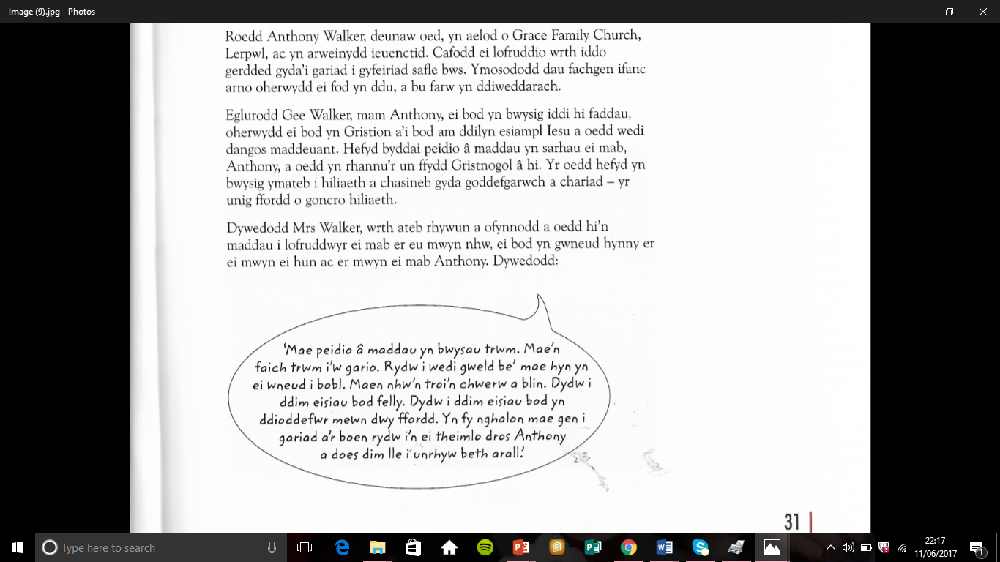 Image (9).jpg - Photos
Roedd Anthony Walker, deunaw oed, yn aelod o Grace Family Church,
Lerpwl, ac yn arweinydd ieuenctid. Cafodd ei lofruddio wrth iddo
gerdded gyda'i gariad i gyfeiriad safle bws. Ymosododd dau fachgen ifanc
arno oherwydd ei fod yn ddu, a bu farw yn ddiweddarach.
Eglurodd Gee Walker, mam Anthony, ei bod yn bwysig iddi hi faddau,
oherwydd ei bod yn Gristion a'i bod am ddilyn esiampl Iesu a oedd wedi
dangos maddeuant. Hefyd byddai peidio â maddau yn sarhau ei mab,
Anthony, a oedd yn rhannu'r un ffydd Gristnogol â hi. Yr oedd hefyd yn
bwysig ymateb i hiliaeth a chasineb gyda goddefgarwch a chariad – yr
unig ffordd o goncro hiliaeth.
Dywedodd Mrs Walker, wrth ateb rhywun a ofynnodd a oedd hi'n
maddau i lofruddwyr ei mab er eu mwyn nhw, ei bod yn gwneud hynny er
ei mwyn ei hun ac er mwyn ei mab Anthony. Dywedodd:
'Mae peidio â maddau yn bwysau trwm. Mae'n
faich trwm i'w gario. Rydw i wedi gweld be' mae hyn yn
ei wneud i bobl. Maen nhw'n troi'n chwerw a blin. Dydw i
ddim eisiau bod felly. Dydw i ddim eisiau bod yn
ddioddefwr mewn dwy ffordd. Yn fy nghalon mae gen i
gariad a'r boen rydw i'n ei theimlo dros Anthony
a does dim lle i unrhyw beth arall.'
31
Type here to search
22:17
11/06/2017
1